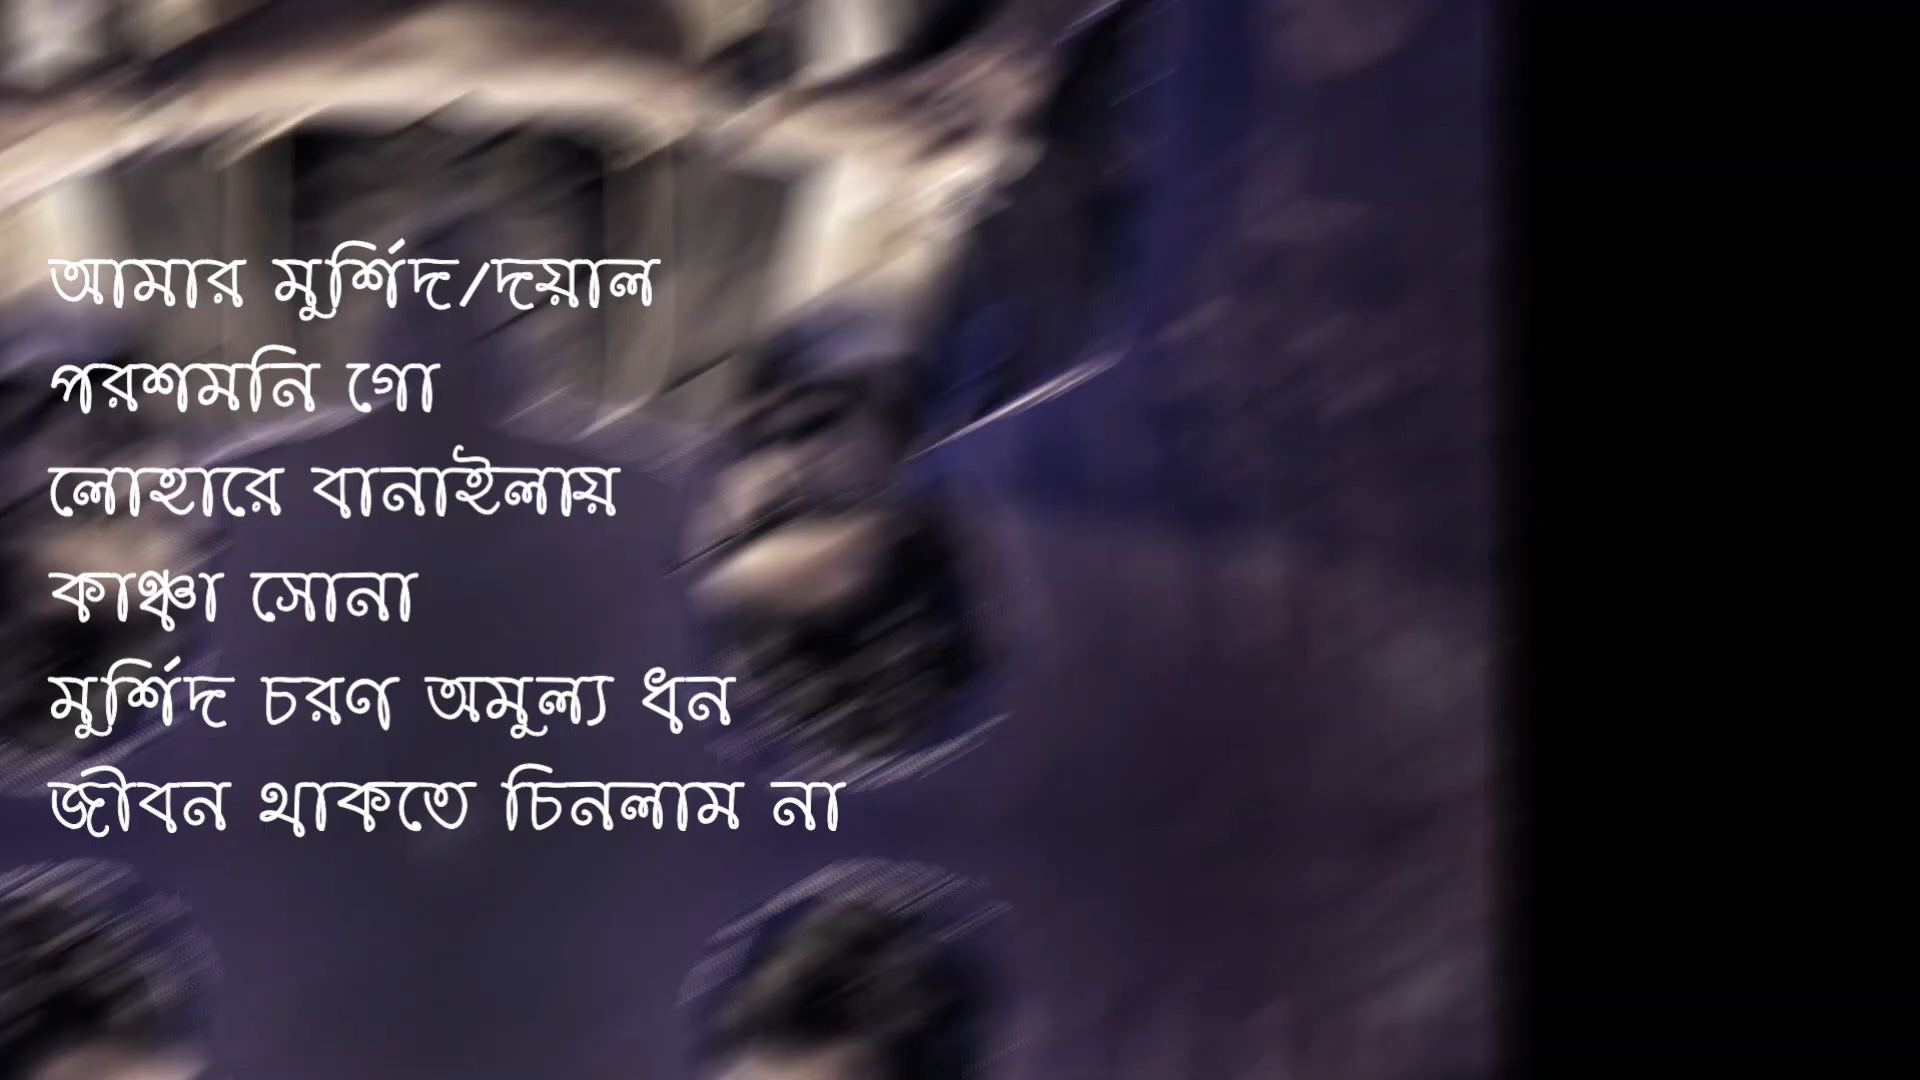 আমার মুর্শিদ/দয়াল
পরশমনি গো
লোহারে বানাইলায়
কাঞ্চা সোনা
মুর্শিদ চরণ অমুল্য ধন
জীবন থাকতে চিনলাম না